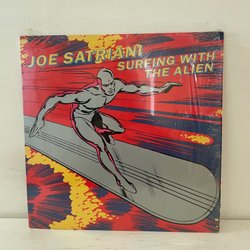 JOE SATRIANI
SURFING WITH
THE ALIEN